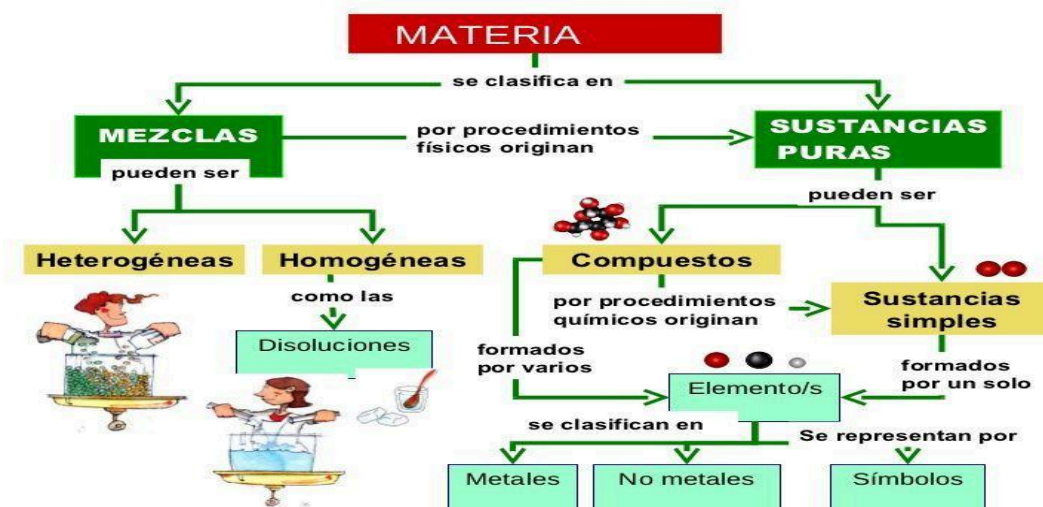 MATERIA
se clasifica en
MEZCLAS
por procedimientos
físicos originan
SUSTANCIAS
PURAS
pueden ser
pueden ser
Heterogéneas
Homogéneas
Compuestos
como las
por procedimientos
químicos originan
Sustancias
simples
Disoluciones
formados
por varios
formados
por un solo
Elemento/s
se clasifican en
Se representan por
Metales
No metales
Símbolos